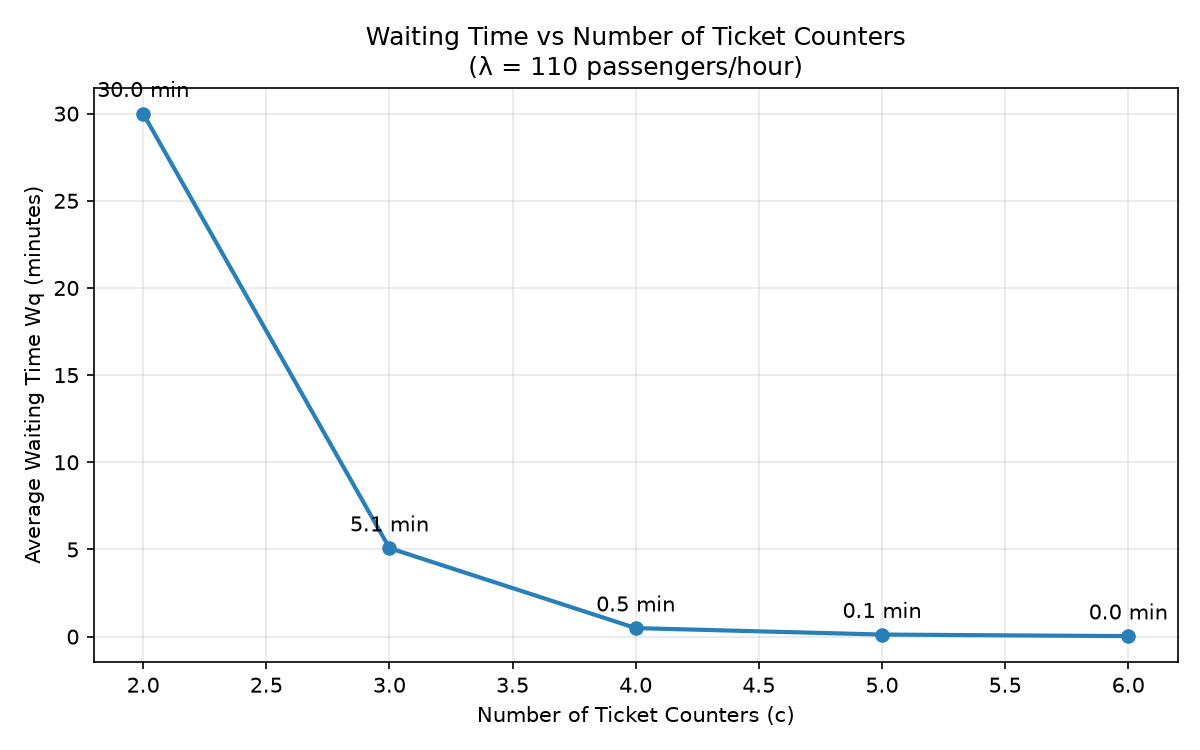 Waiting Time vs Number of Ticket Counters
(λ = 110 passengers/hour)
30.0 min
5.1 min
0.5 min
0.1 min
0.0 min
Average Waiting Time Wq (minutes)
30
25
20
15
10
5
0
2.0 2.5 3.0 3.5 4.0 4.5 5.0 5.5 6.0
Number of Ticket Counters (c)